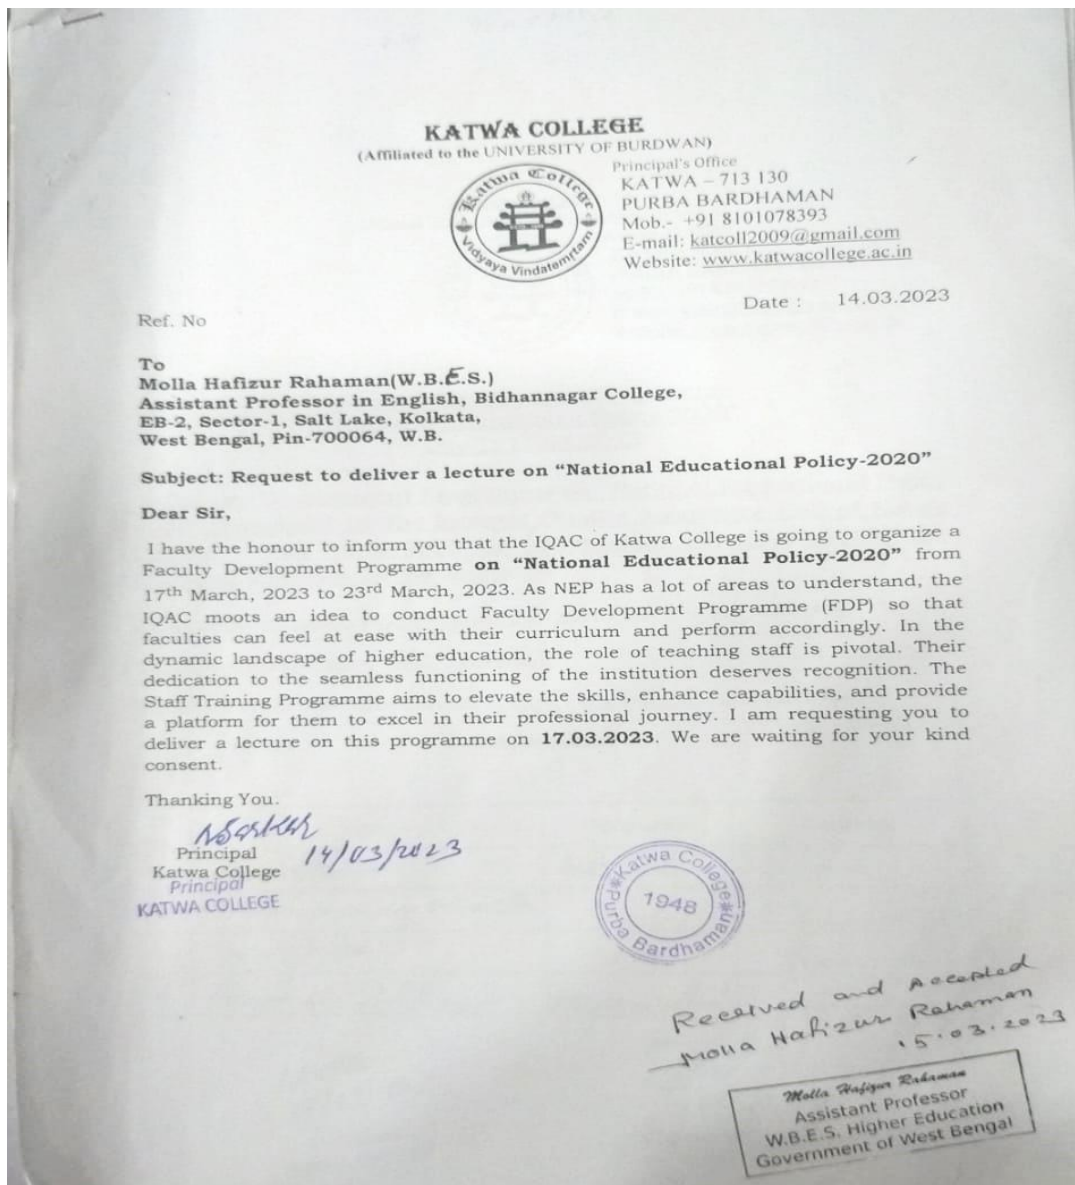 KATWA COLLEGE
(Affiliated to the UNIVERSITY OF BURDWAN)
Katwa College
Vidyaya Vindatemrtam
Principal's Office
KATWA – 713 130
PURBA BARDHAMAN
Mob.- +91 8101078393
E-mail: katcoll2009@gmail.com
Website: www.katwacollege.ac.in
Date : 14.03.2023
Ref. No
To
Molla Hafizur Rahaman(W.B.E.S.)
Assistant Professor in English, Bidhannagar College,
EB-2, Sector-1, Salt Lake, Kolkata,
West Bengal, Pin-700064, W.B.
Subject: Request to deliver a lecture on “National Educational Policy-2020”
Dear Sir,
I have the honour to inform you that the IQAC of Katwa College is going to organize a
Faculty Development Programme on “National Educational Policy-2020” from
17th March, 2023 to 23rd March, 2023. As NEP has a lot of areas to understand, the
IQAC moots an idea to conduct Faculty Development Programme (FDP) so that
faculties can feel at ease with their curriculum and perform accordingly. In the
dynamic landscape of higher education, the role of teaching staff is pivotal. Their
dedication to the seamless functioning of the institution deserves recognition. The
Staff Training Programme aims to elevate the skills, enhance capabilities, and provide
a platform for them to excel in their professional journey. I am requesting you to
deliver a lecture on this programme on 17.03.2023. We are waiting for your kind
consent.
Thanking You.
14/03/2023
Principal
Katwa College
Principal
KATWA COLLEGE
Katwa College
1948
Purba Bardhaman
Received and Accepted
Molla Hafizur Rahaman
15.03.2023
Molla Hafizur Rahaman
Assistant Professor
W.B.E.S. Higher Education
Government of West Bengal